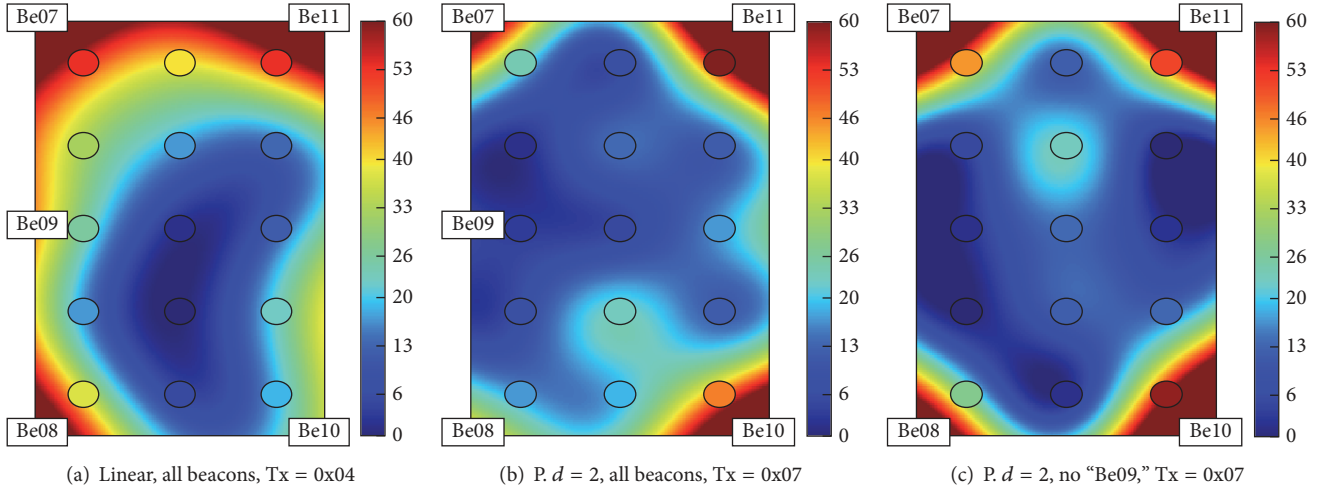 Be07
Be11
Be09
Be08
Be10
60
53
46
40
33
26
20
13
6
0
(a) Linear, all beacons, Tx = 0x04
Be07
Be11
Be09
Be08
Be10
60
53
46
40
33
26
20
13
6
0
(b) P. d = 2, all beacons, Tx = 0x07
Be07
Be11
Be08
Be10
60
53
46
40
33
26
20
13
6
0
(c) P. d = 2, no “Be09,” Tx = 0x07